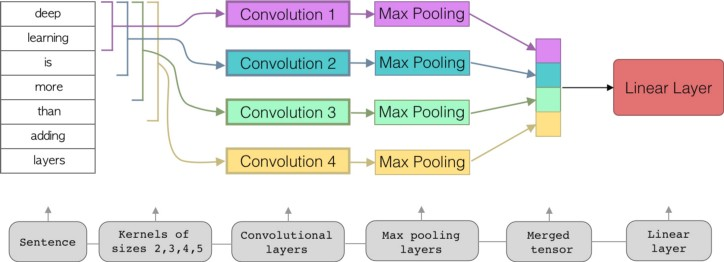 deep
learning
is
more
than
adding
layers
Convolution 1
Max Pooling
Convolution 2
Max Pooling
Convolution 3
Max Pooling
Convolution 4
Max Pooling
Linear Layer
Sentence
Kernels of
sizes 2,3,4,5
Convolutional
layers
Max pooling
layers
Merged
tensor
Linear
layer